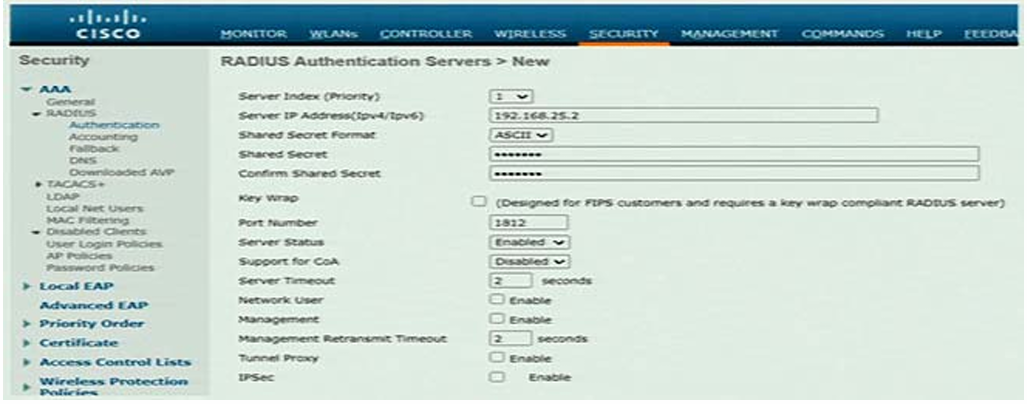 CISCO
MONITOR WLANs CONTROLLER WIRELESS SECURITY MANAGEMENT COMMANDS HELP FEEDBA
Security
AAA
General
RADIUS
Authentication
Accounting
Fallback
DNS
Downloaded AVP
TACACS+
LDAP
Local Net Users
MAC Filtering
Disabled Clients
User Login Policies
AP Policies
Password Policies
Local EAP
Advanced EAP
Priority Order
Certificate
Access Control Lists
Wireless Protection
Policies
RADIUS Authentication Servers > New
Server Index (Priority) 1
Server IP Address(Ipv4/Ipv6) 192.168.25.2
Shared Secret Format ASCII
Shared Secret •••••••
Confirm Shared Secret •••••••
Key Wrap (Designed for FIPS customers and requires a key wrap compliant RADIUS server)
Port Number 1812
Server Status Enabled
Support for CoA Disabled
Server Timeout 2 seconds
Network User Enable
Management Enable
Management Retransmit Timeout 2 seconds
Tunnel Proxy Enable
IPSec Enable